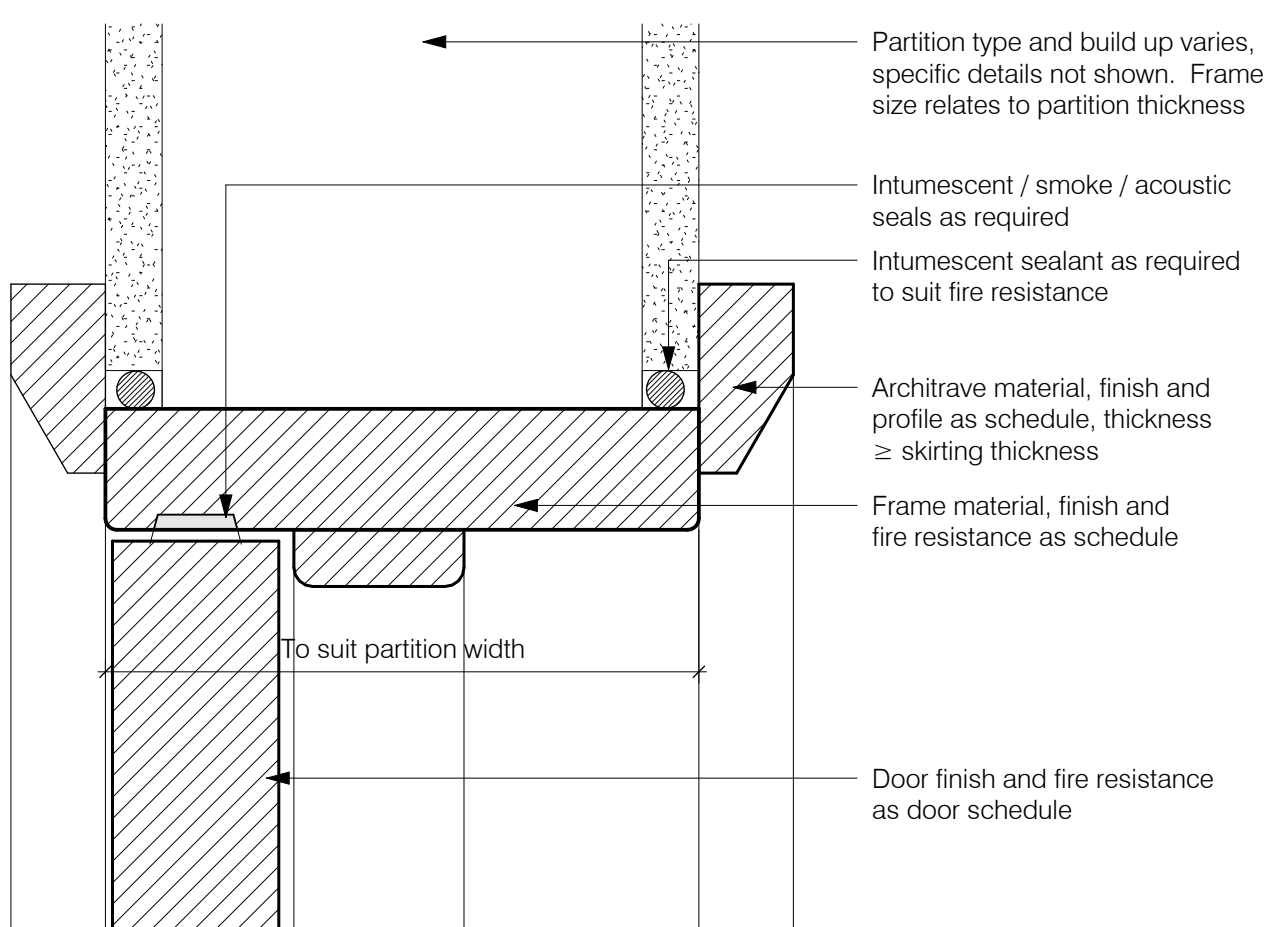 Partition type and build up varies,
specific details not shown.  Frame
size relates to partition thickness
Intumescent / smoke / acoustic
seals as required
Intumescent sealant as required
to suit fire resistance
Architrave material, finish and
profile as schedule, thickness
≥ skirting thickness
Frame material, finish and
fire resistance as schedule
To suit partition width
Door finish and fire resistance
as door schedule